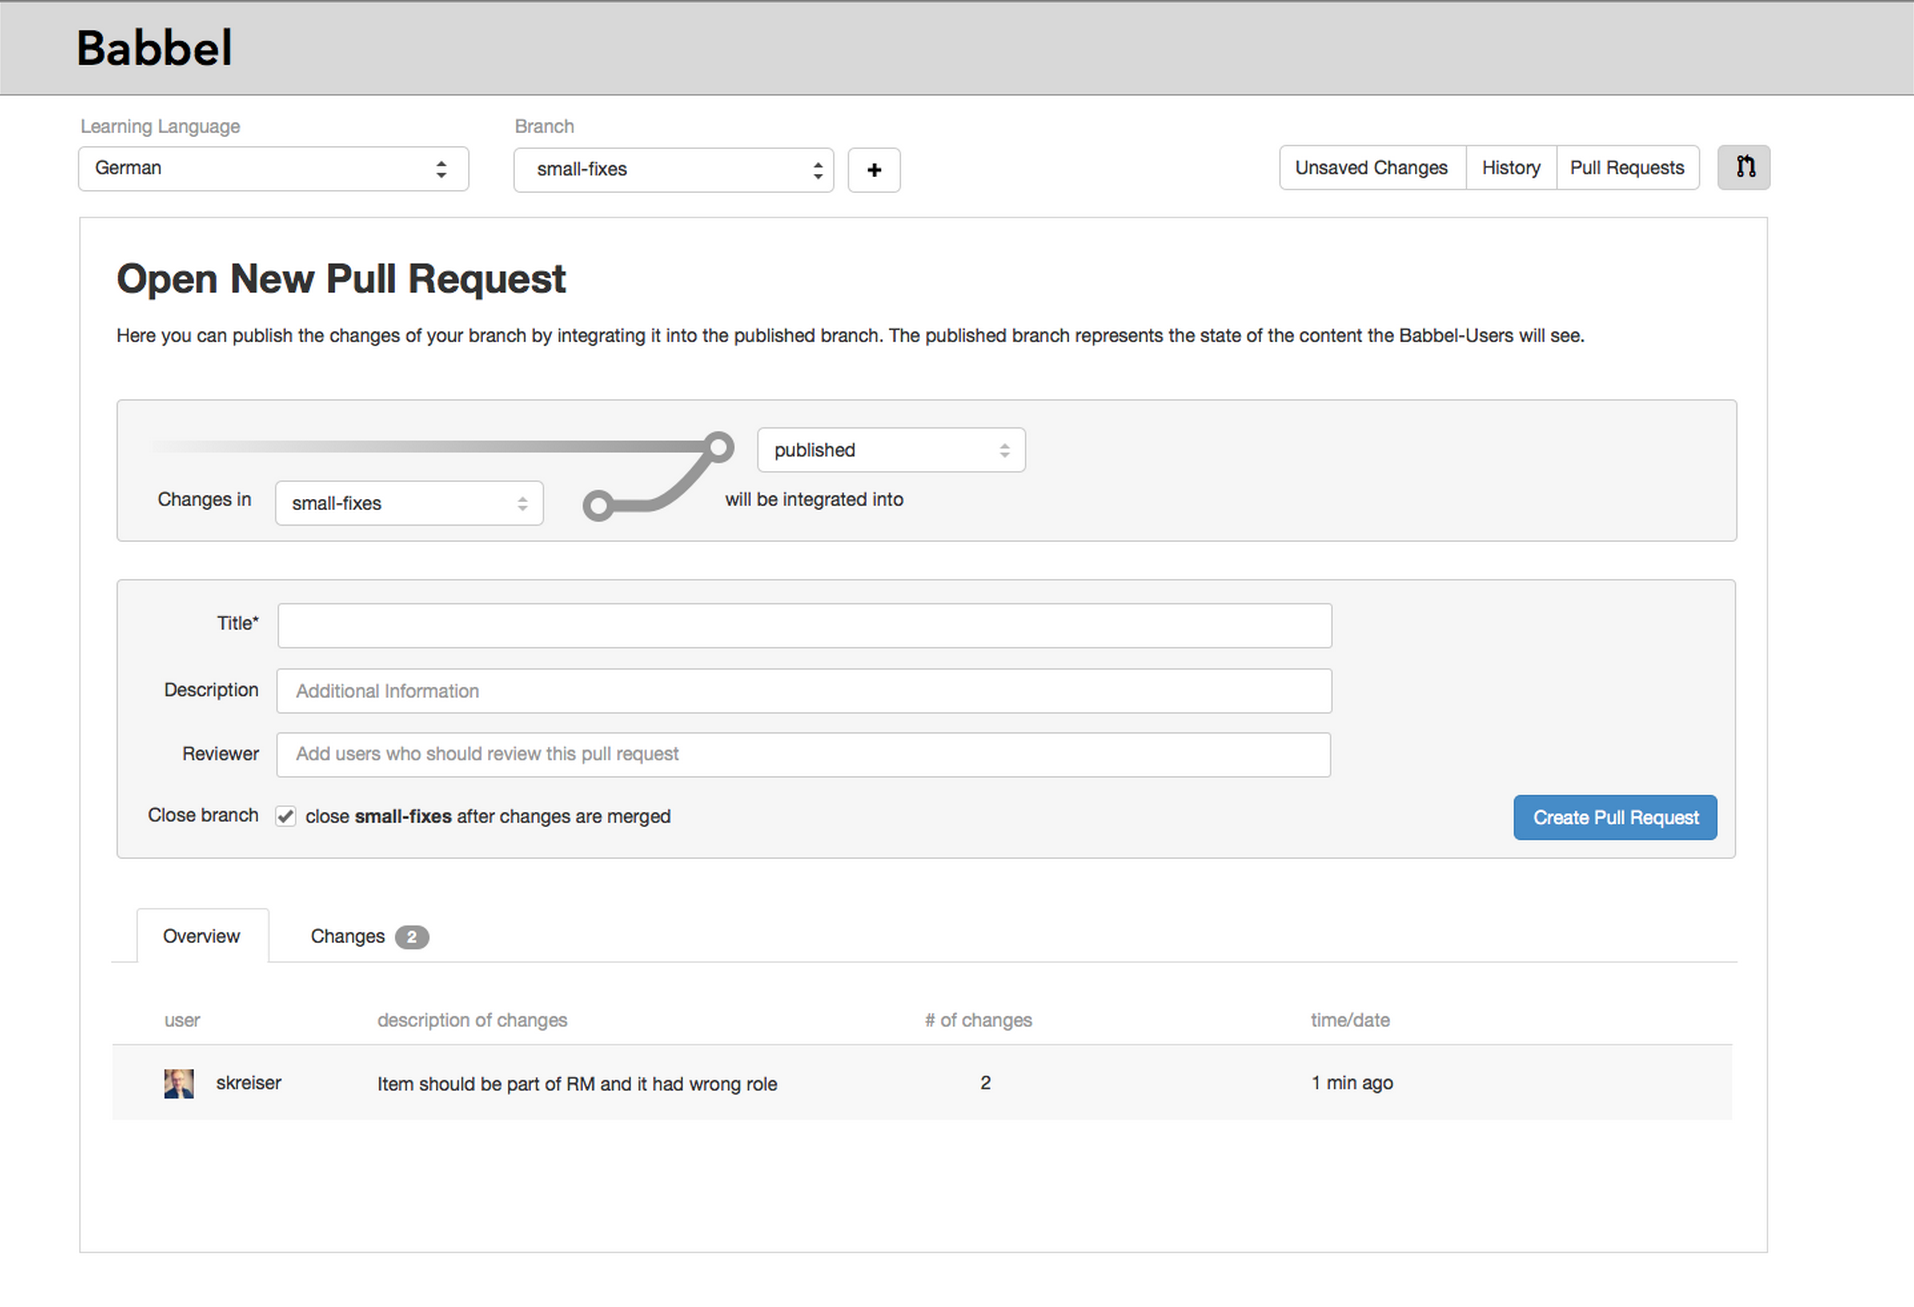 Babbel
Learning Language
Branch
German
small-fixes
+
Unsaved Changes
History
Pull Requests
Open New Pull Request
Here you can publish the changes of your branch by integrating it into the published branch. The published branch represents the state of the content the Babbel-Users will see.
published
Changes in
small-fixes
will be integrated into
Title*
Description
Additional Information
Reviewer
Add users who should review this pull request
Close branch
close small-fixes after changes are merged
Create Pull Request
Overview
Changes 2
user
description of changes
# of changes
time/date
skreiser
Item should be part of RM and it had wrong role
2
1 min ago